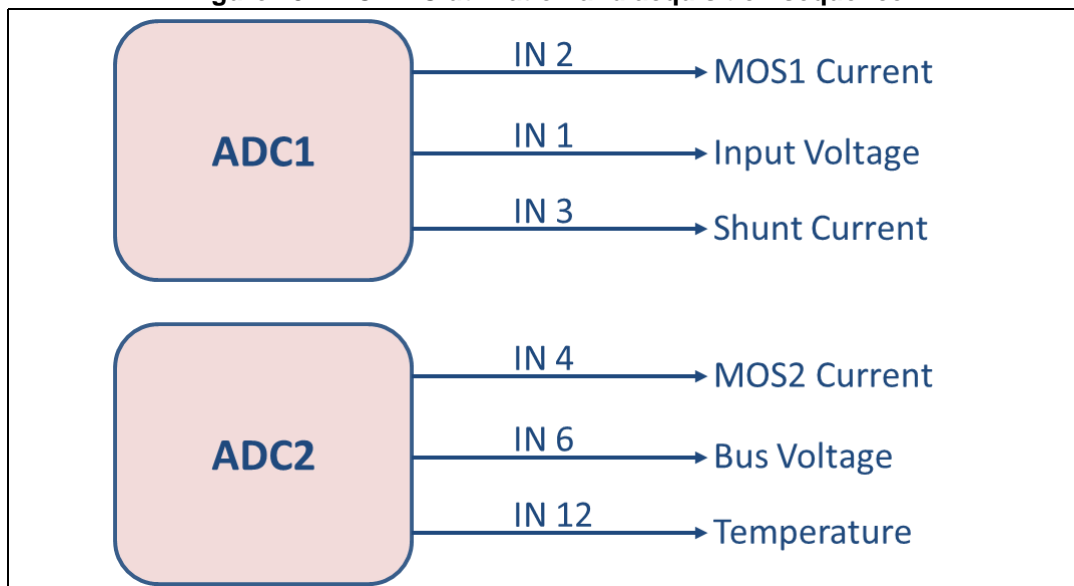 ADC1
IN 2
MOS1 Current
IN 1
Input Voltage
IN 3
Shunt Current
ADC2
IN 4
MOS2 Current
IN 6
Bus Voltage
IN 12
Temperature